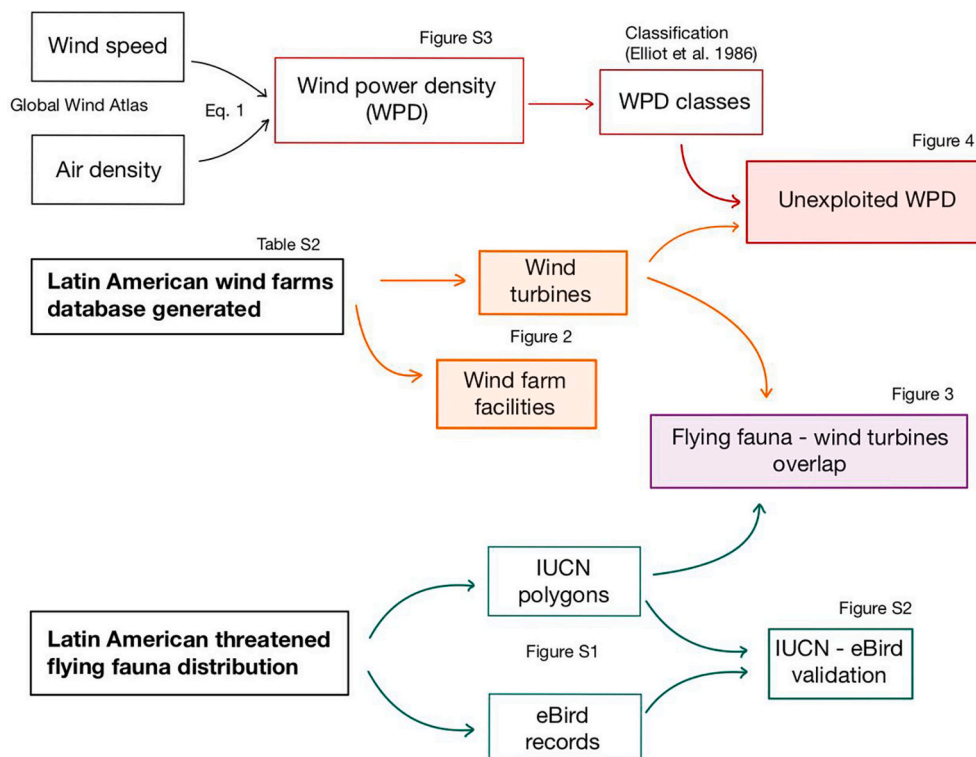 Wind speed
Global Wind Atlas
Air density
Eq. 1
Figure S3
Wind power density
(WPD)
Classification
(Elliot et al. 1986)
WPD classes
Figure 4
Unexploited WPD
Table S2
Latin American wind farms
database generated
Wind
turbines
Figure 2
Wind farm
facilities
Figure 3
Flying fauna - wind turbines
overlap
Latin American threatened
flying fauna distribution
IUCN
polygons
Figure S1
eBird
records
Figure S2
IUCN - eBird
validation